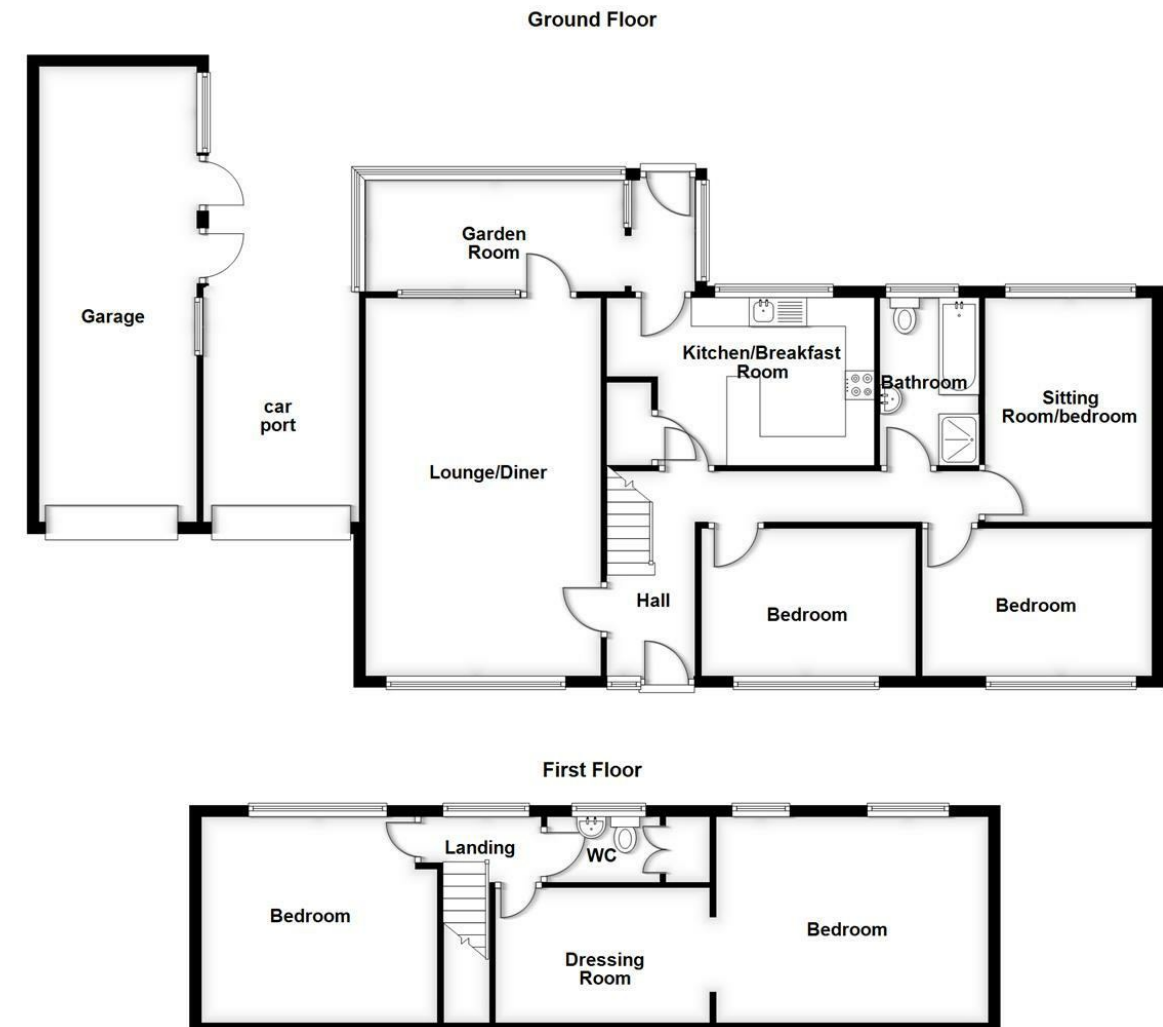 Ground Floor
Garden
Room
Garage
Kitchen/Breakfast
Room
Bathroom
Sitting
Room/bedroom
car
port
Lounge/Diner
Hall
Bedroom
Bedroom
First Floor
Landing
WC
Bedroom
Dressing
Room
Bedroom